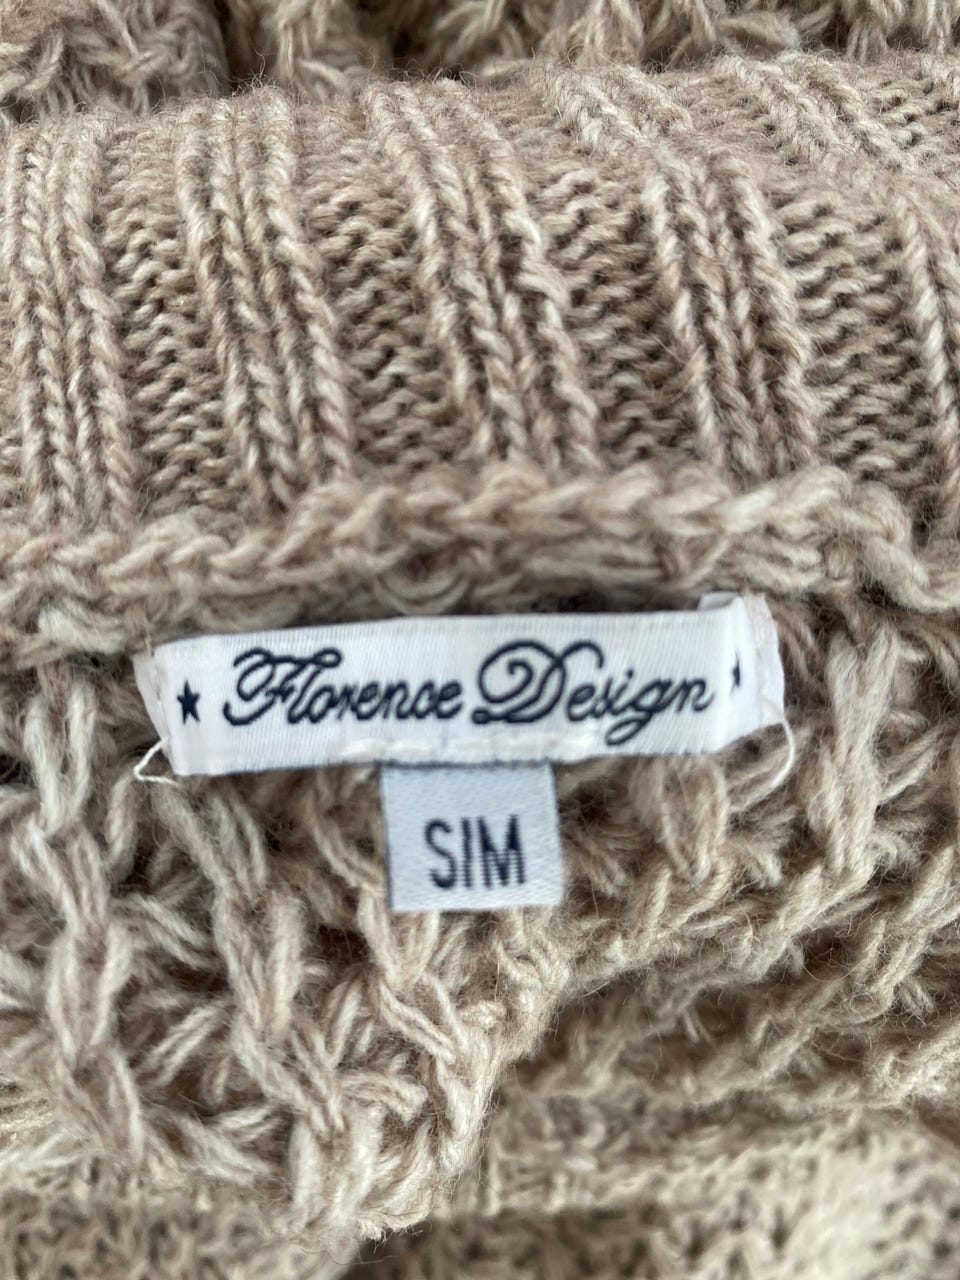 ★ Florence Design ★
S/M